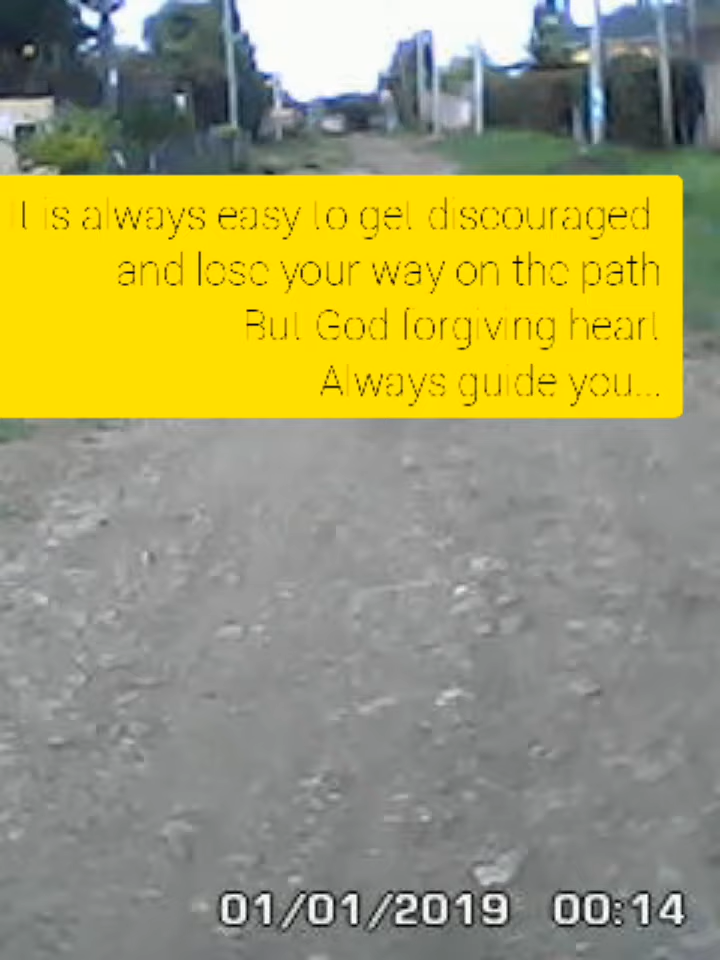 It is always easy to get discouraged
and lose your way on the path
But God forgiving heart
Always guide you...
01/01/2019 00:14